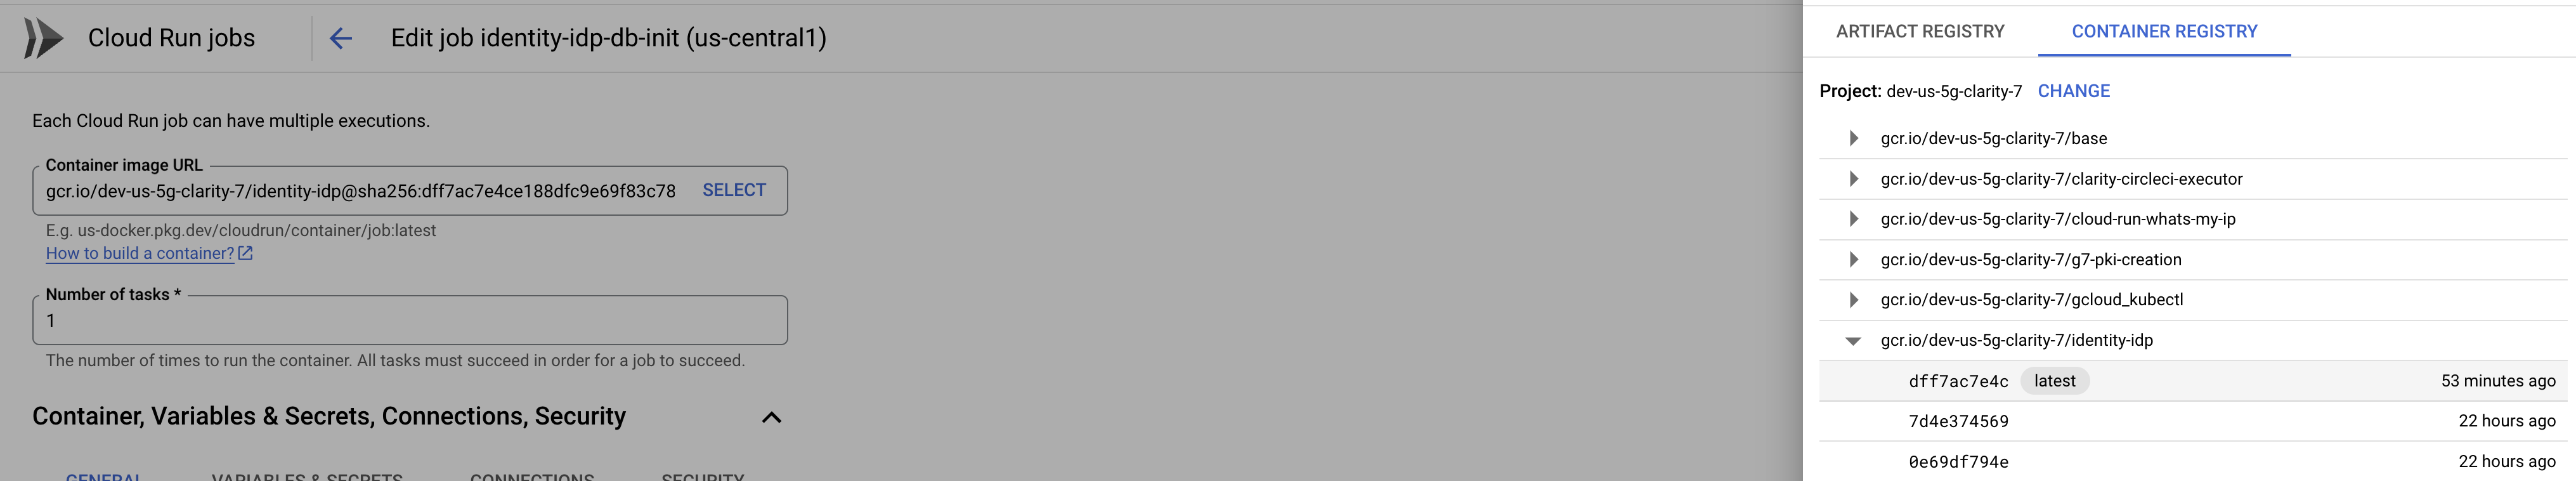 Cloud Run jobs
Edit job identity-idp-db-init (us-central1)
Each Cloud Run job can have multiple executions.
Container image URL
gcr.io/dev-us-5g-clarity-7/identity-idp@sha256:dff7ac7e4ce188dfc9e69f83c78 SELECT
E.g. us-docker.pkg.dev/cloudrun/container/job:latest
How to build a container?
Number of tasks *
1
The number of times to run the container. All tasks must succeed in order for a job to succeed.
Container, Variables & Secrets, Connections, Security
GENERAL VARIABLES & SECRETS CONNECTIONS SECURITY
ARTIFACT REGISTRY CONTAINER REGISTRY
Project: dev-us-5g-clarity-7 CHANGE
gcr.io/dev-us-5g-clarity-7/base
gcr.io/dev-us-5g-clarity-7/clarity-circleci-executor
gcr.io/dev-us-5g-clarity-7/cloud-run-whats-my-ip
gcr.io/dev-us-5g-clarity-7/g7-pki-creation
gcr.io/dev-us-5g-clarity-7/gcloud_kubectl
gcr.io/dev-us-5g-clarity-7/identity-idp
dff7ac7e4c latest 53 minutes ago
7d4e374569 22 hours ago
0e69df794e 22 hours ago